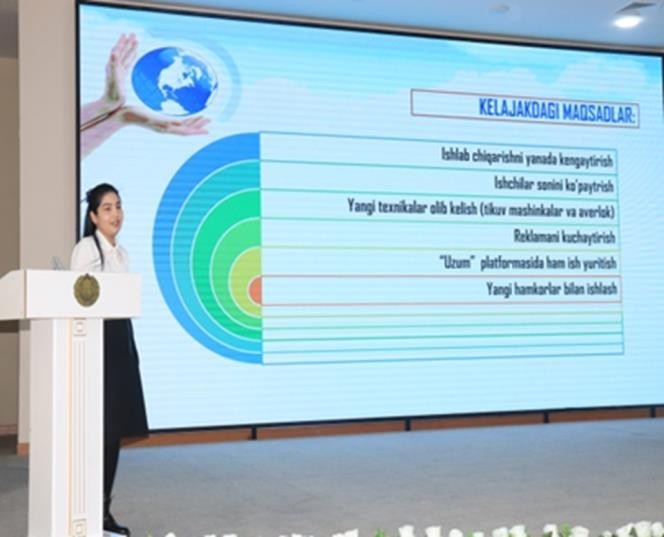 KELAJAKDAGI MAQSADLAR:
Ishlab chiqarishni yanada kengaytirish
Ishchilar sonini ko'paytrish
Yangi texnikalar olib kelish (tikuv mashinkalar va averlok)
Reklamani kuchaytirish
"Uzum" platformasida ham ish yuritish
Yangi hamkorlar bilan ishlash